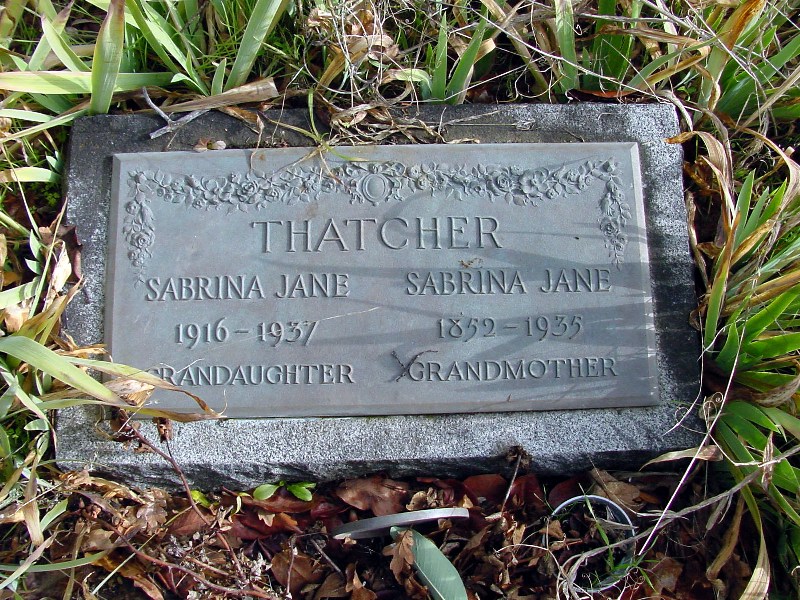 THATCHER
SABRINA JANE SABRINA JANE
1916-1937 1852-1935
GRANDAUGHTER GRANDMOTHER